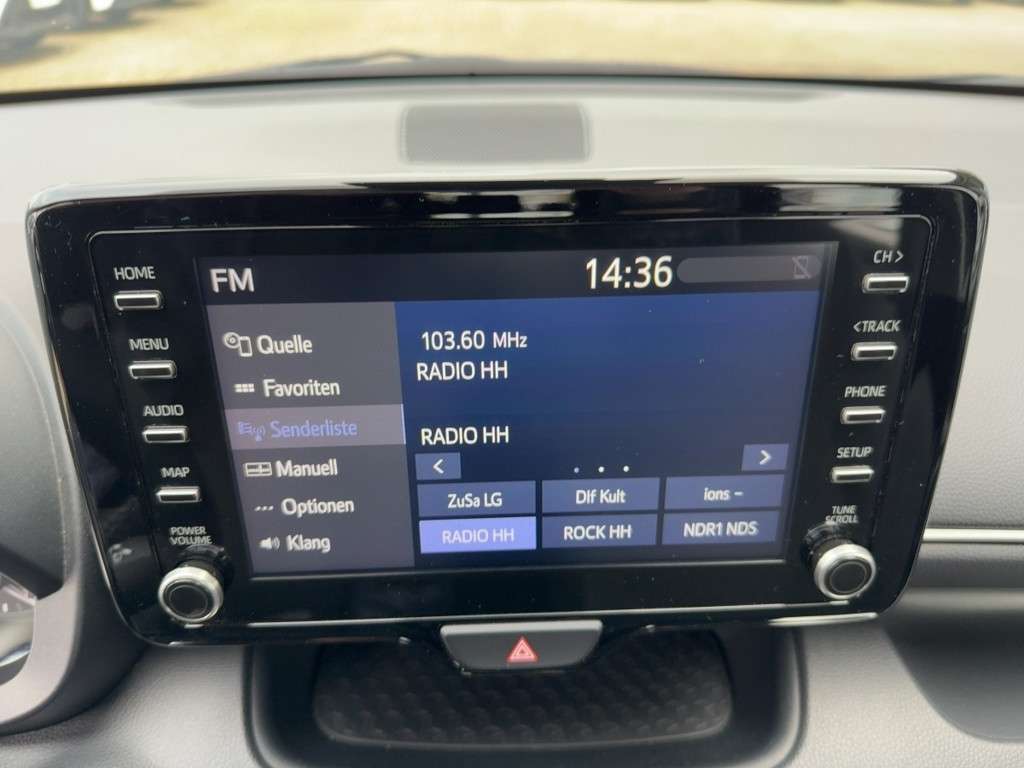 HOME
MENU
AUDIO
MAP
POWER
VOLUME
FM
14:36
Quelle
Favoriten
Senderliste
Manuell
Optionen
Klang
103.60 MHz
RADIO HH
RADIO HH
< >
ZuSa LG Dlf Kult ions –
RADIO HH ROCK HH NDR1 NDS
CH >
< TRACK
PHONE
SETUP
TUNE
SCROLL